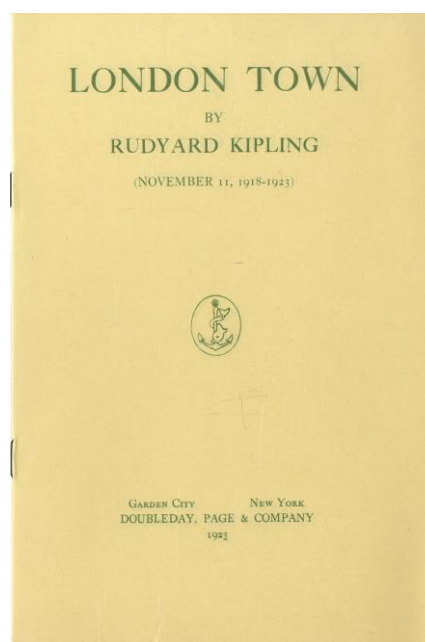 LONDON TOWN
BY
RUDYARD KIPLING
(NOVEMBER 11, 1918-1923)
GARDEN CITY NEW YORK
DOUBLEDAY, PAGE & COMPANY
1923